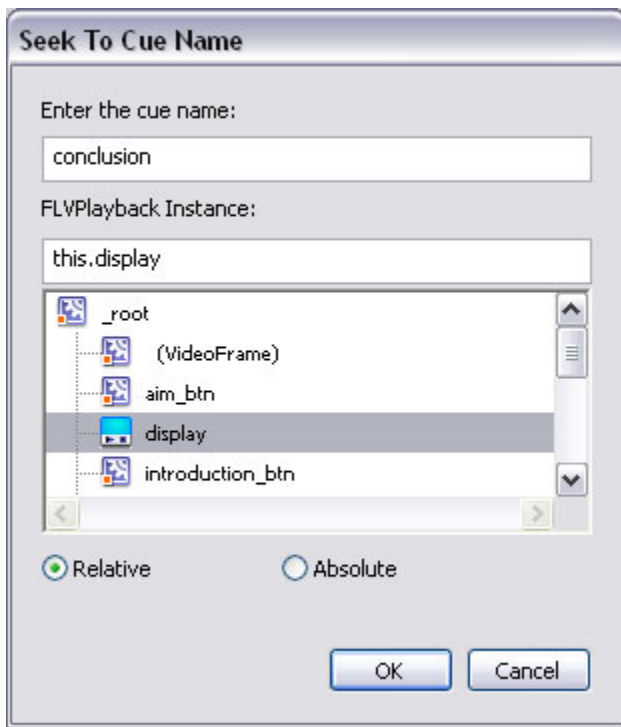 Seek To Cue Name
Enter the cue name:
conclusion
FLVPlayback Instance:
this.display
_root
(VideoFrame)
aim_btn
display
introduction_btn
Relative Absolute
OK Cancel